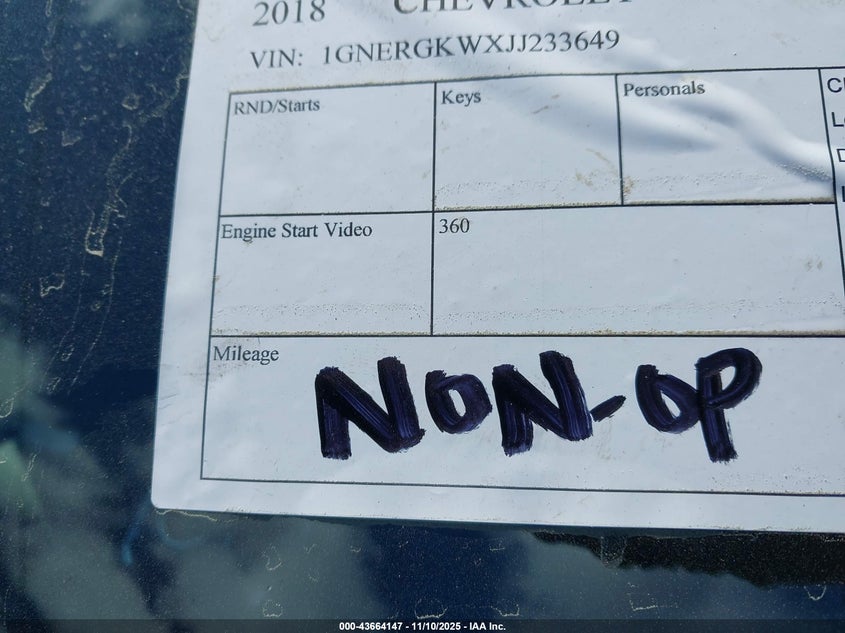 2018 CHEVROLET
VIN: 1GNERGKWXJJ233649
RND/Starts
Keys
Personals
Engine Start Video
360
Mileage
NON-OP
000-43664147 - 11/10/2025 - IAA Inc.